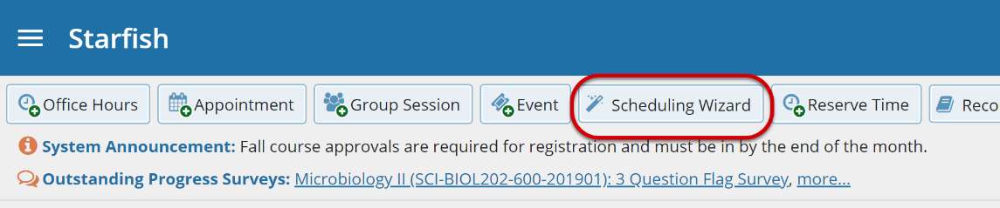 Starfish
Office Hours Appointment Group Session Event Scheduling Wizard Reserve Time Reco
System Announcement: Fall course approvals are required for registration and must be in by the end of the month.
Outstanding Progress Surveys: Microbiology II (SCI-BIOL202-600-201901): 3 Question Flag Survey, more...